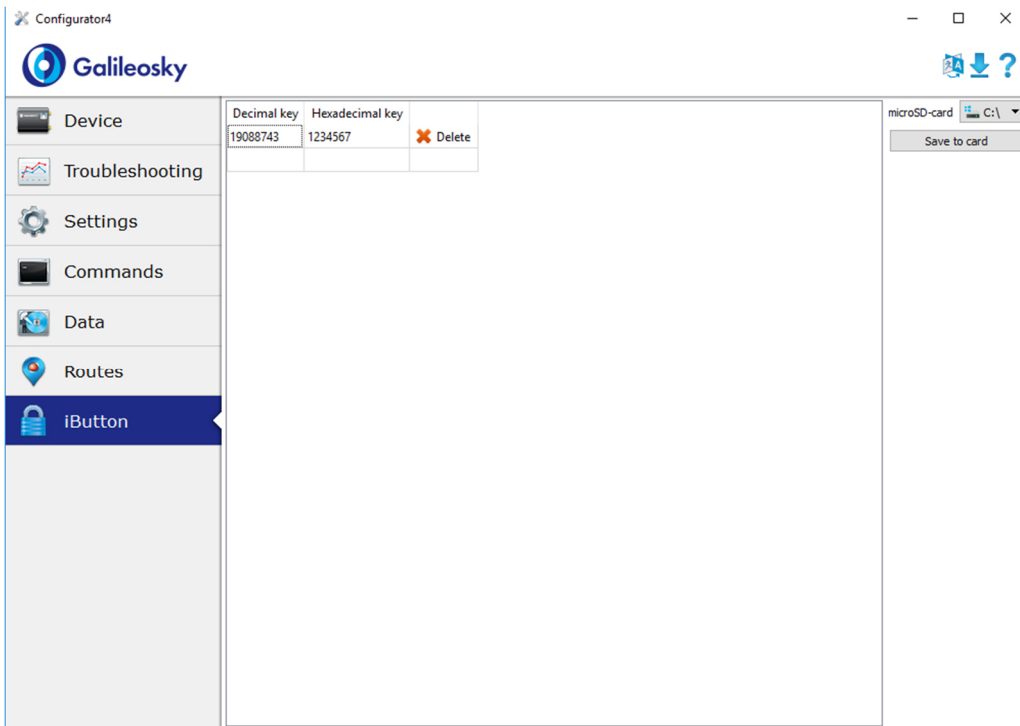 Configurator4
Galileosky
Device
Troubleshooting
Settings
Commands
Data
Routes
iButton
Decimal key Hexadecimal key
19088743 1234567 Delete
microSD-card C:\
Save to card